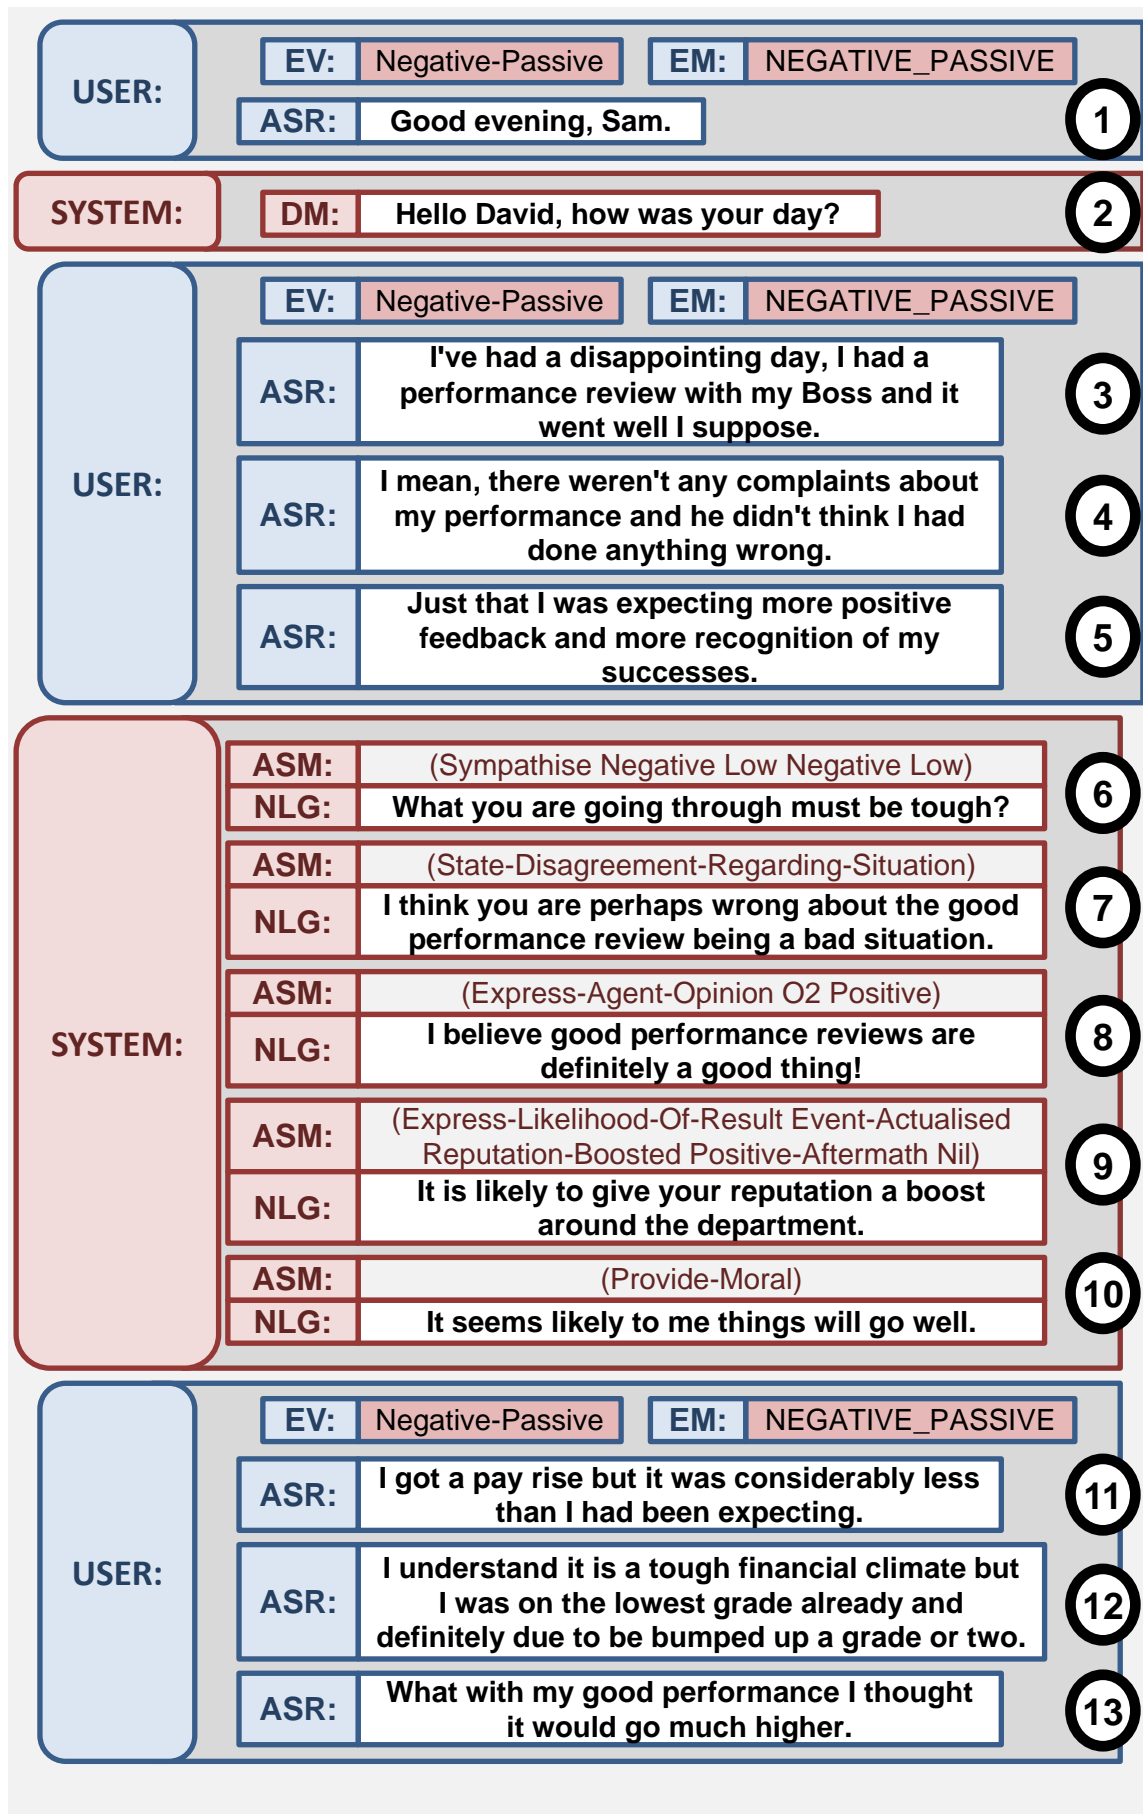 USER:
EV: Negative-Passive EM: NEGATIVE_PASSIVE
ASR: Good evening, Sam.
1
SYSTEM:
DM: Hello David, how was your day?
2
USER:
EV: Negative-Passive EM: NEGATIVE_PASSIVE
ASR:
I've had a disappointing day, I had a
performance review with my Boss and it
went well I suppose.
3
ASR:
I mean, there weren't any complaints about
my performance and he didn't think I had
done anything wrong.
4
ASR:
Just that I was expecting more positive
feedback and more recognition of my
successes.
5
SYSTEM:
ASM: (Sympathise Negative Low Negative Low)
NLG: What you are going through must be tough?
6
ASM: (State-Disagreement-Regarding-Situation)
NLG:
I think you are perhaps wrong about the good
performance review being a bad situation.
7
ASM: (Express-Agent-Opinion O2 Positive)
NLG:
I believe good performance reviews are
definitely a good thing!
8
ASM:
(Express-Likelihood-Of-Result Event-Actualised
Reputation-Boosted Positive-Aftermath Nil)
NLG:
It is likely to give your reputation a boost
around the department.
9
ASM: (Provide-Moral)
NLG: It seems likely to me things will go well.
10
USER:
EV: Negative-Passive EM: NEGATIVE_PASSIVE
ASR:
I got a pay rise but it was considerably less
than I had been expecting.
11
ASR:
I understand it is a tough financial climate but
I was on the lowest grade already and
definitely due to be bumped up a grade or two.
12
ASR:
What with my good performance I thought
it would go much higher.
13